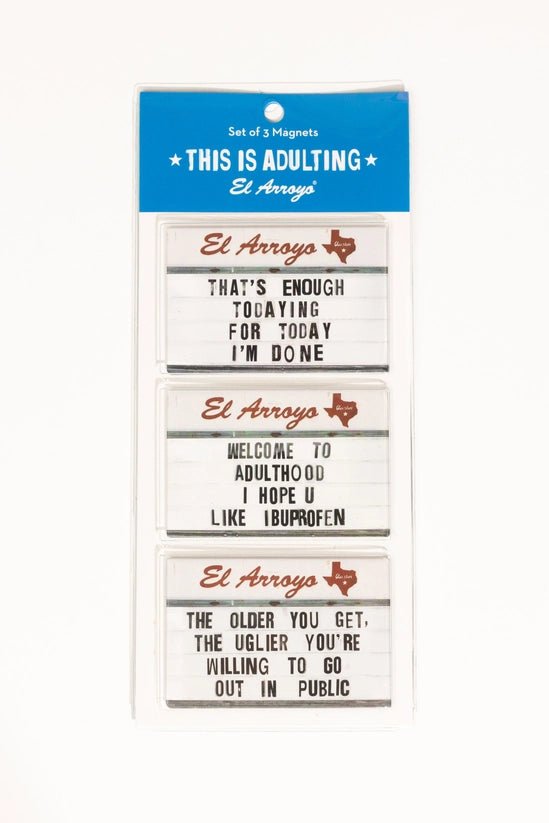 Set of 3 Magnets
★ THIS IS ADULTING ★
El Arroyo®
El Arroyo
THAT'S ENOUGH
TODAYING
FOR TODAY
I'M DONE
El Arroyo
WELCOME TO
ADULTHOOD
I HOPE U
LIKE IBUPROFEN
El Arroyo
THE OLDER YOU GET,
THE UGLIER YOU'RE
WILLING TO GO
OUT IN PUBLIC